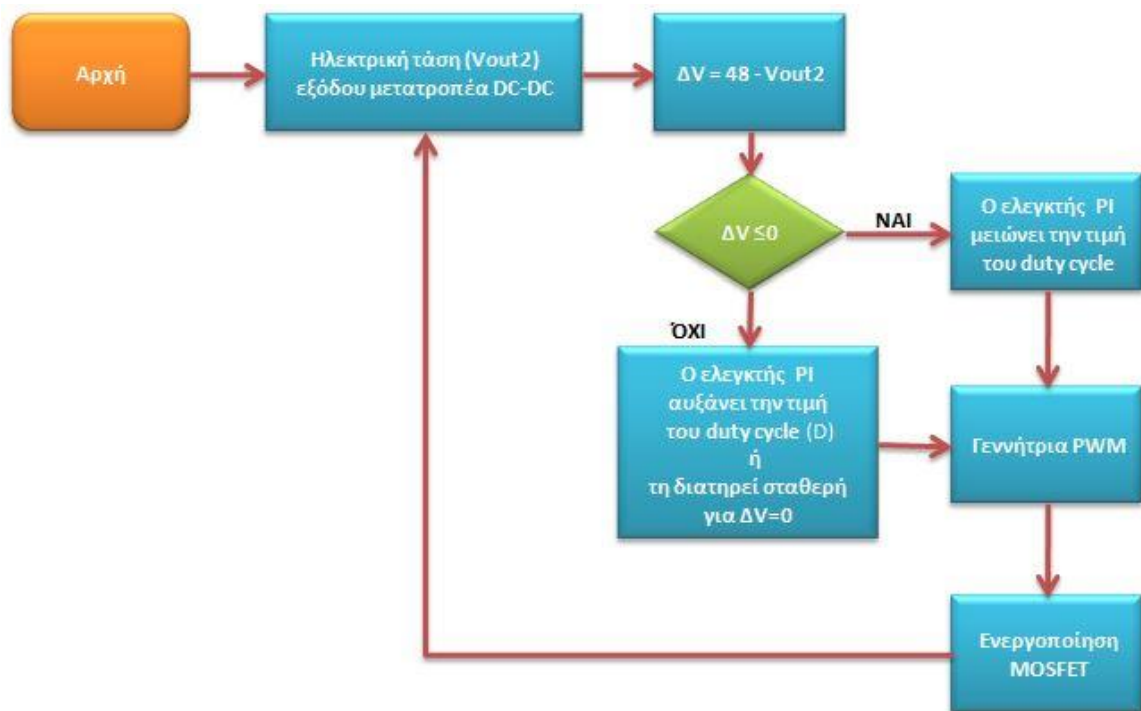 Αρχή
Ηλεκτρική τάση (Vout2)
εξόδου μετατροπέα DC-DC
ΔV = 48 - Vout2
ΔV ≤0
ΝΑΙ
Ο ελεγκτής PI
μειώνει την τιμή
του duty cycle
ΌΧΙ
Ο ελεγκτής PI
αυξάνει την τιμή
του duty cycle (D)
ή
τη διατηρεί σταθερή
για ΔV=0
Γεννήτρια PWM
Ενεργοποίηση
MOSFET